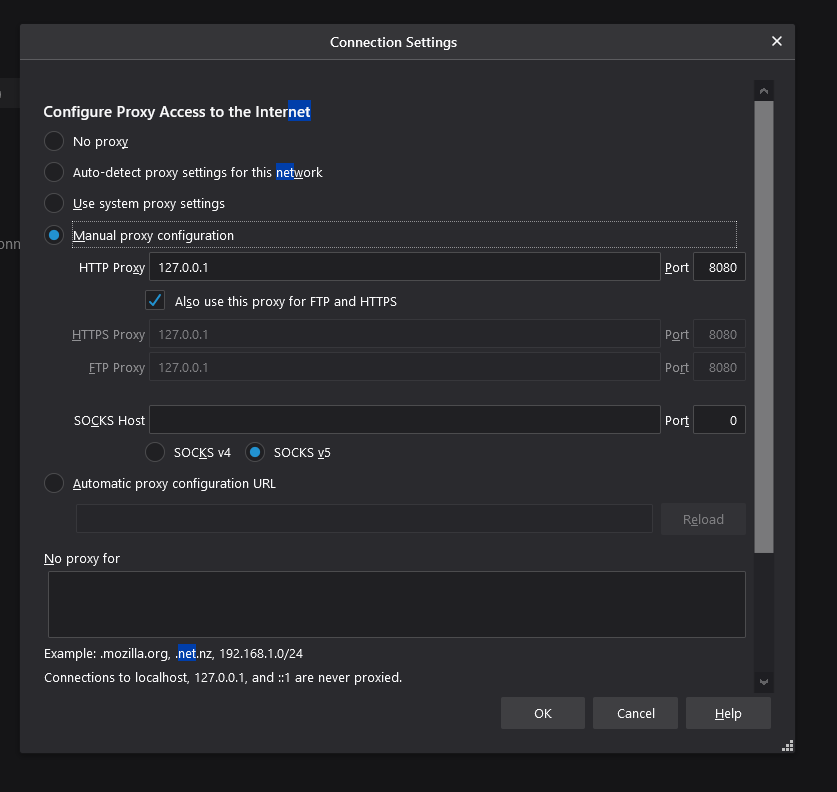 Connection Settings
Configure Proxy Access to the Internet
No proxy
Auto-detect proxy settings for this network
Use system proxy settings
Manual proxy configuration
HTTP Proxy 127.0.0.1 Port 8080
Also use this proxy for FTP and HTTPS
HTTPS Proxy 127.0.0.1 Port 8080
FTP Proxy 127.0.0.1 Port 8080
SOCKS Host Port 0
SOCKS v4 SOCKS v5
Automatic proxy configuration URL
Reload
No proxy for
Example: .mozilla.org, .net.nz, 192.168.1.0/24
Connections to localhost, 127.0.0.1, and ::1 are never proxied.
OK Cancel Help